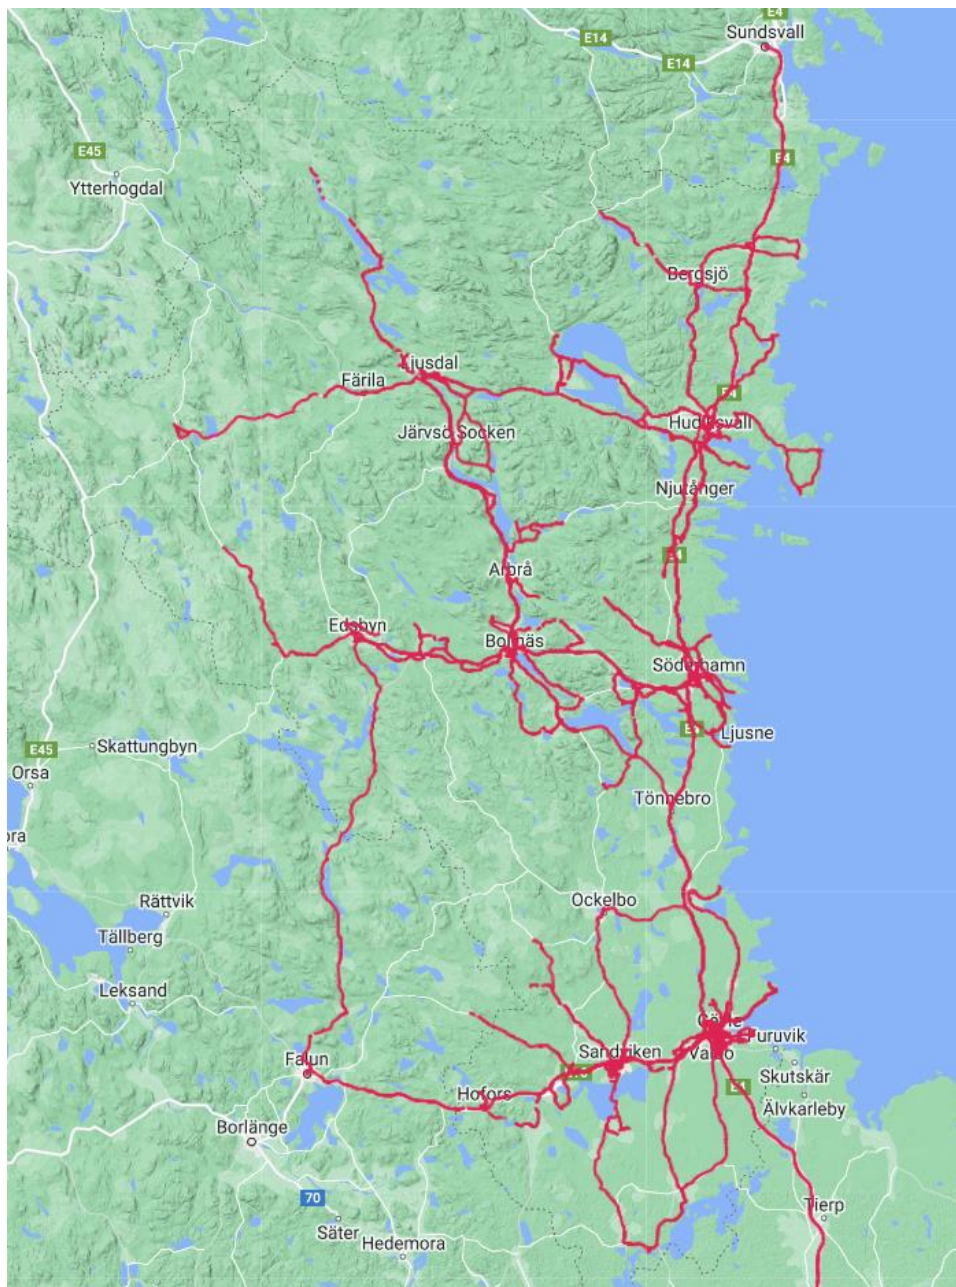 E4
Sundsvall
E14
E14
E45
E4
Ytterhogdal
Bergsjö
Ljusdal
Färila
E4
Hudiksvall
Järvsö Socken
Njutånger
E4
Arbrå
Edsbyn
Bollnäs
Söderhamn
Ljusne
E45
Skattungbyn
Orsa
Tönnebro
ora
Rättvik
Ockelbo
Tällberg
Leksand
Gävle
Furuvik
Falun
Sandviken
Valbo
Skutskär
Hofors
E4
Älvkarleby
Borlänge
70
Säter
Tierp
Hedemora